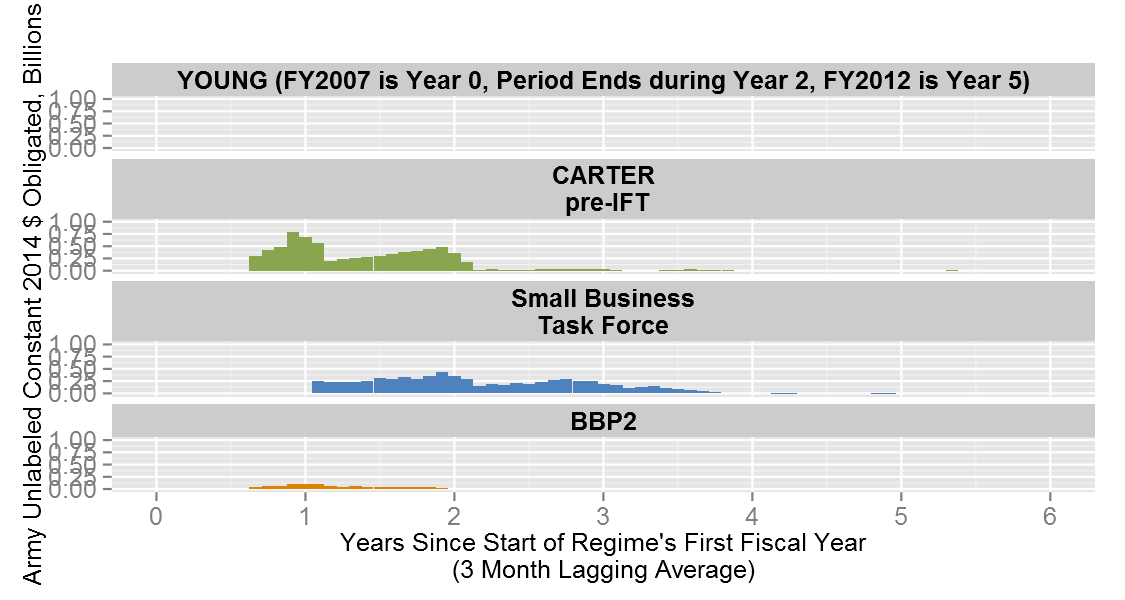 Army Unlabeled Constant 2014 $ Obligated, Billions
YOUNG (FY2007 is Year 0, Period Ends during Year 2, FY2012 is Year 5)
1.00
0.75
0.50
0.25
0.00
CARTER
pre-IFT
1.00
0.75
0.50
0.25
0.00
Small Business
Task Force
1.00
0.75
0.50
0.25
0.00
BBP2
1.00
0.75
0.50
0.25
0.00
0 1 2 3 4 5 6
Years Since Start of Regime's First Fiscal Year
(3 Month Lagging Average)